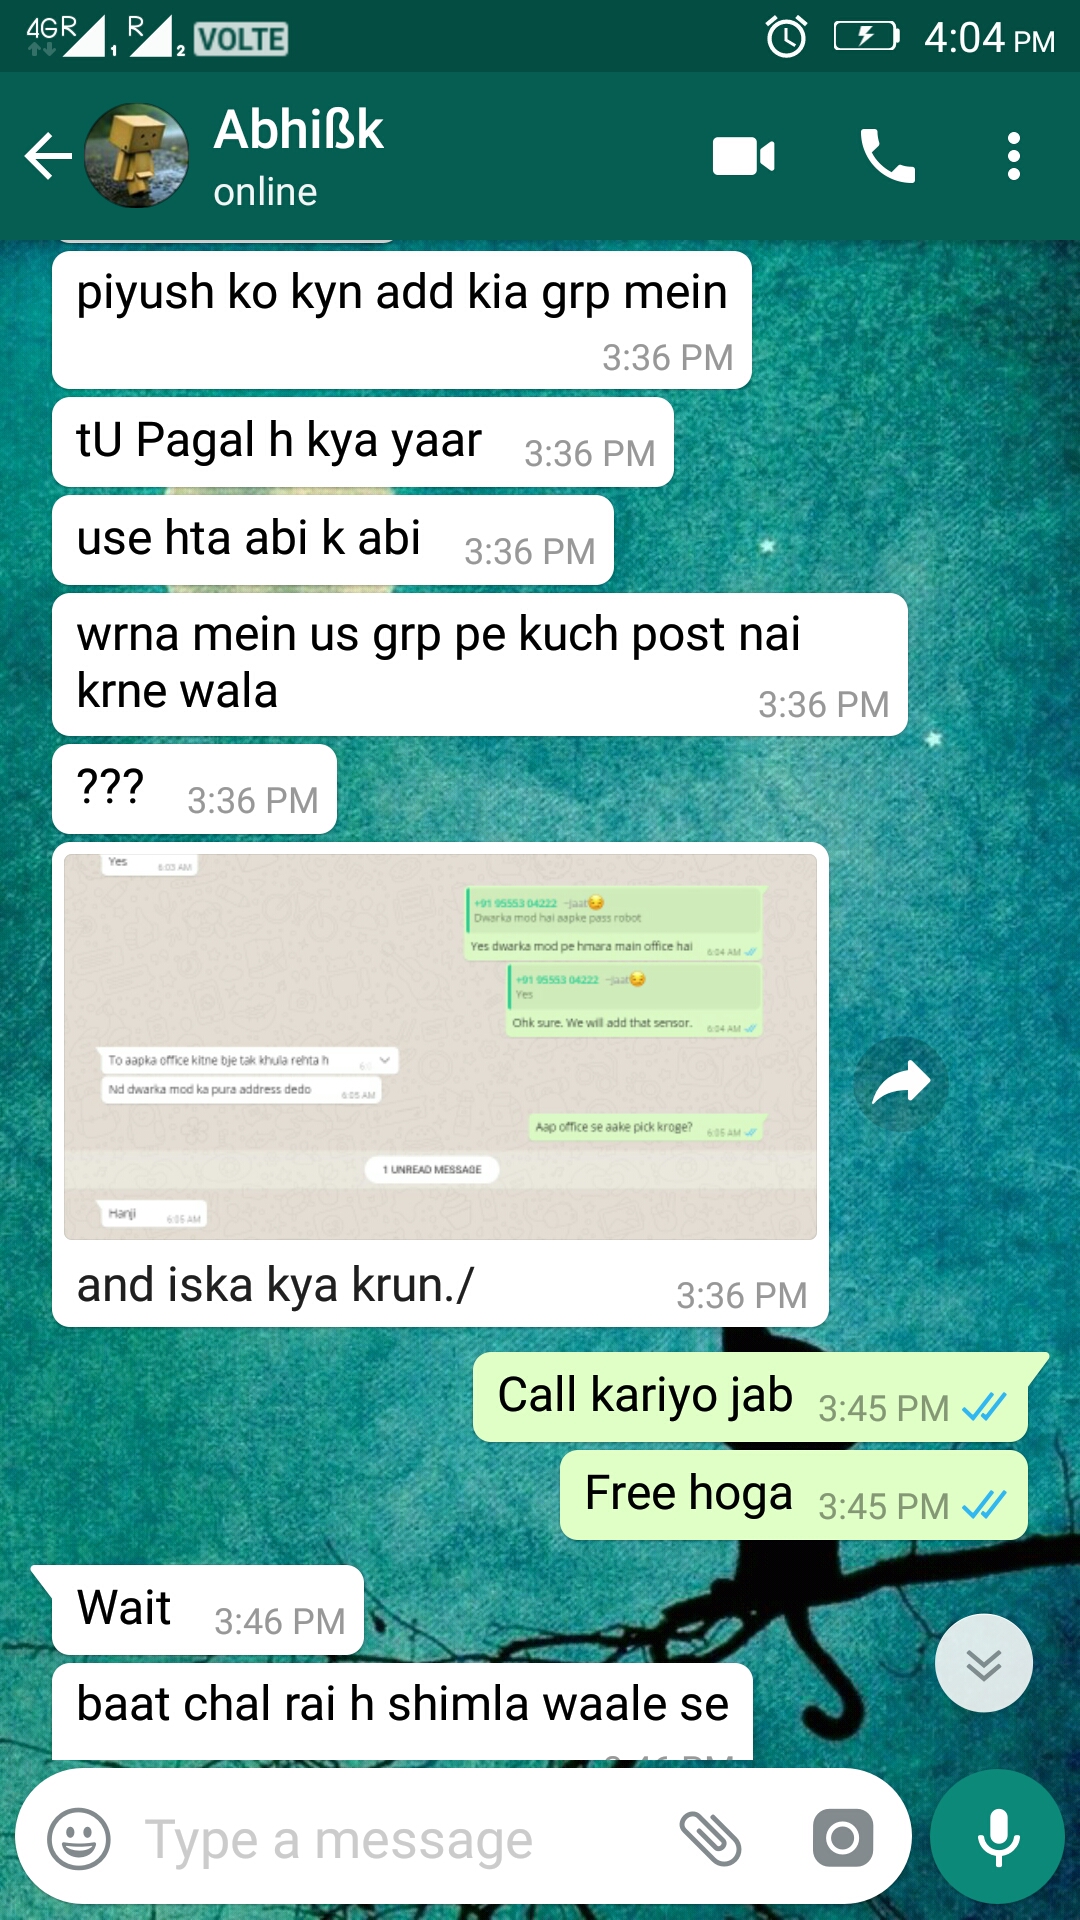 4G R 1 R 2 VOLTE 4:04 PM
Abhißk
online
piyush ko kyn add kia grp mein
3:36 PM
tU Pagal h kya yaar 3:36 PM
use hta abi k abi 3:36 PM
wrna mein us grp pe kuch post nai
krne wala 3:36 PM
??? 3:36 PM
Yes 6:03 AM
+91 95553 04222 ~Jaat😏
Dwarka mod hai aapke pass robot
Yes dwarka mod pe hmara main office hai 6:04 AM
+91 95553 04222 ~Jaat😏
Yes
Ohk sure. We will add that sensor. 6:04 AM
To aapka office kitne bje tak khula rehta h
Nd dwarka mod ka pura address dedo 6:05 AM
Aap office se aake pick kroge? 6:05 AM
1 UNREAD MESSAGE
Hanji 6:05 AM
and iska kya krun./ 3:36 PM
Call kariyo jab 3:45 PM
Free hoga 3:45 PM
Wait 3:46 PM
baat chal rai h shimla waale se
3:46 PM
Type a message